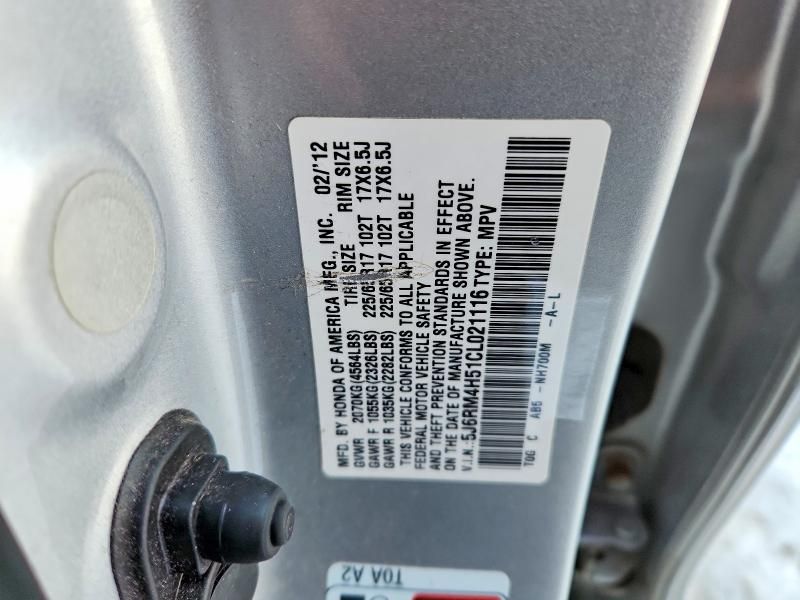 MFD. BY HONDA OF AMERICA MFG., INC. 02/'12
GVWR 2070KG(4564LBS) TIRE SIZE RIM SIZE
GAWR F 1055KG(2326LBS) 225/65R17 102T 17X6.5J
GAWR R 1035KG(2282LBS) 225/65R17 102T 17X6.5J
THIS VEHICLE CONFORMS TO ALL APPLICABLE
FEDERAL MOTOR VEHICLE SAFETY
AND THEFT PREVENTION STANDARDS IN EFFECT
ON THE DATE OF MANUFACTURE SHOWN ABOVE.
V.I.N.:5J6RM4H51CL021116 TYPE: MPV
T0G C AB5 -NH700M -A-L
T0A A2